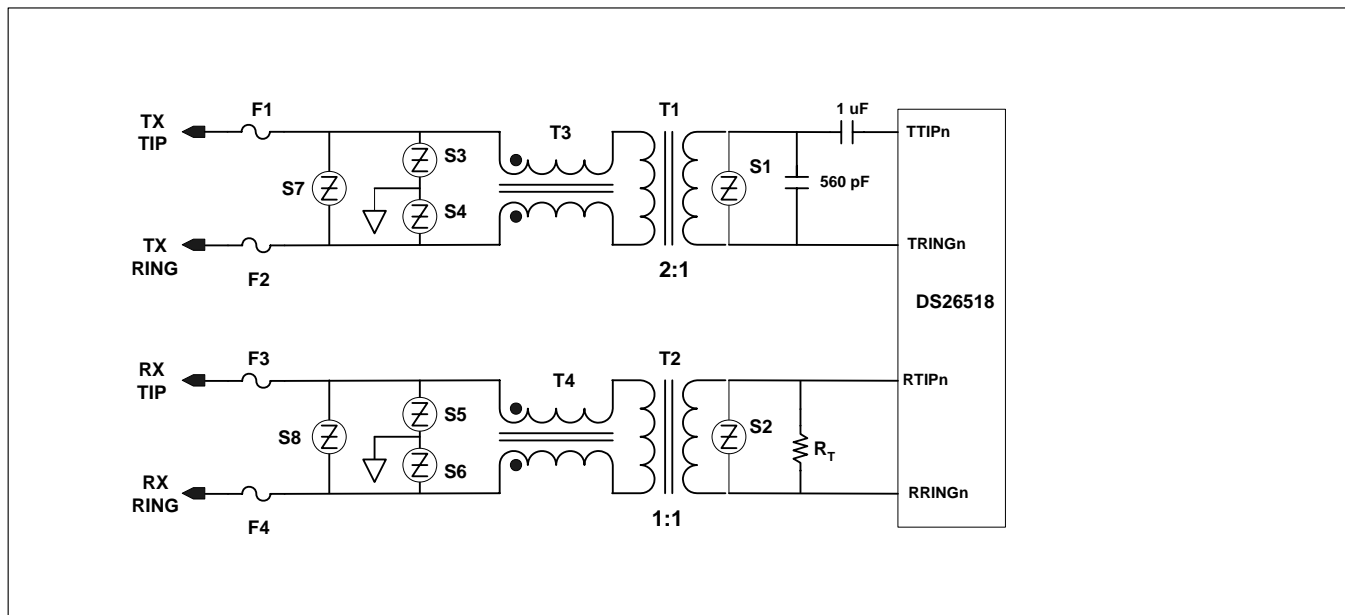 F1
TX
TIP
T3
T1
1 uF
TTIPn
S3
S7
S1
560 pF
S4
TX
RING
TRINGn
F2
2:1
DS26518
F3
RX
TIP
T4
T2
RTIPn
S5
S8
S2
RT
S6
RX
RING
RRINGn
F4
1:1